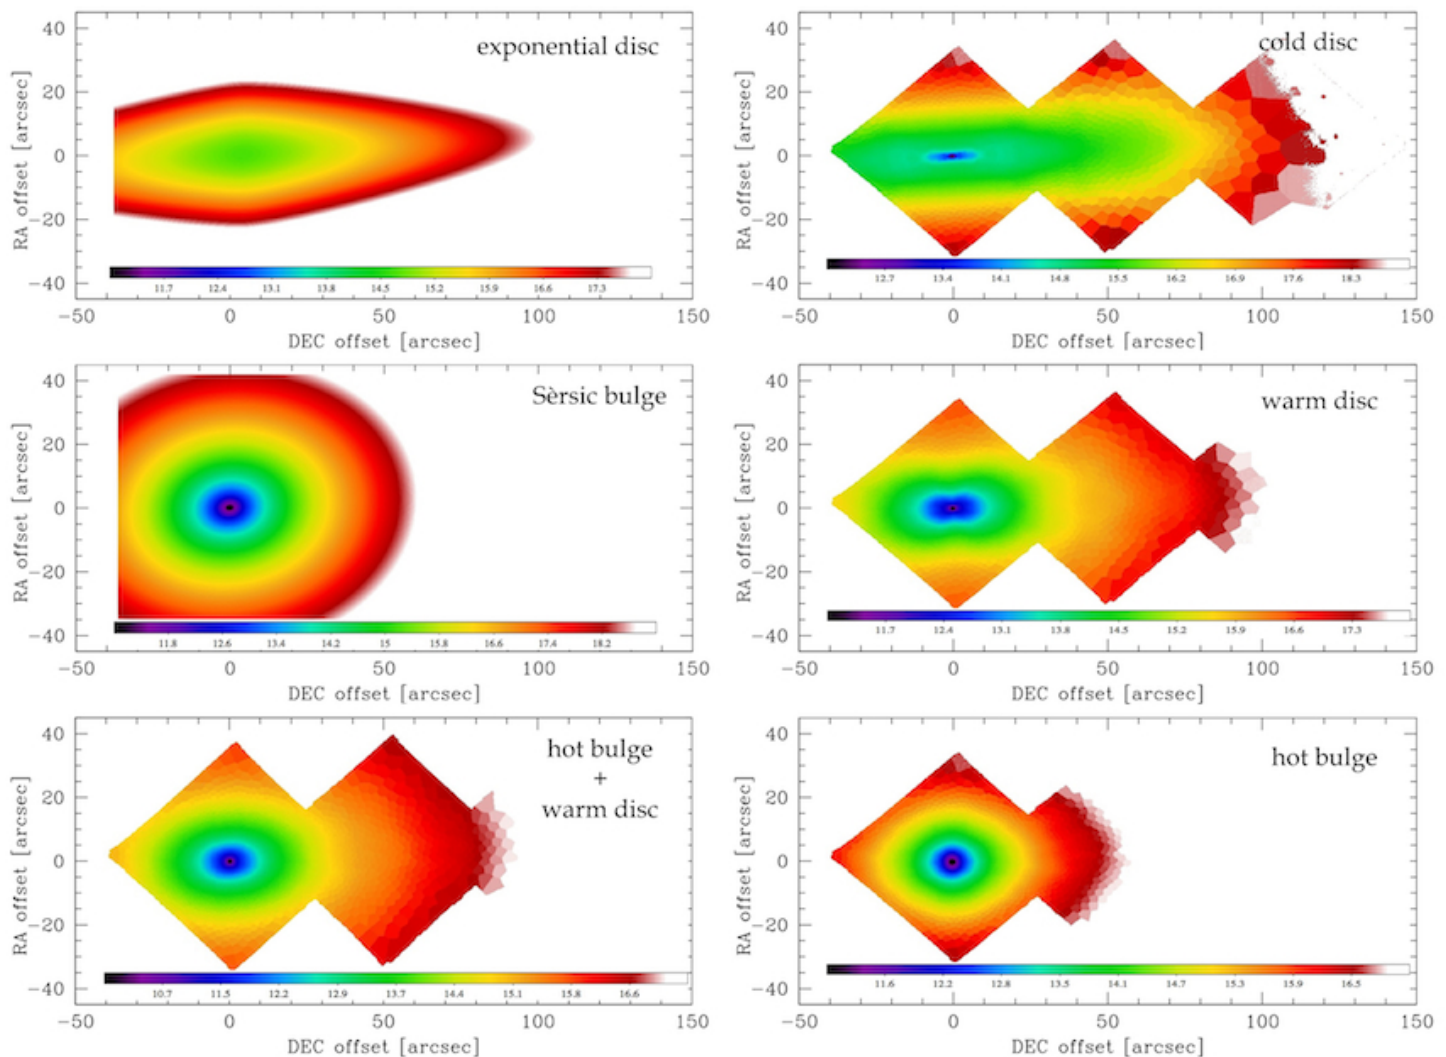 exponential disc
40
20
0
−20
−40
RA offset [arcsec]
11.7 12.4 13.1 13.8 14.5 15.2 15.9 16.6 17.3
−50 0 50 100 150
DEC offset [arcsec]
cold disc
40
20
0
−20
−40
RA offset [arcsec]
12.7 13.4 14.1 14.8 15.5 16.2 16.9 17.6 18.3
−50 0 50 100 150
DEC offset [arcsec]
Sèrsic bulge
40
20
0
−20
−40
RA offset [arcsec]
11.8 12.6 13.4 14.2 15 15.8 16.6 17.4 18.2
−50 0 50 100 150
DEC offset [arcsec]
warm disc
40
20
0
−20
−40
RA offset [arcsec]
11.7 12.4 13.1 13.8 14.5 15.2 15.9 16.6 17.3
−50 0 50 100 150
DEC offset [arcsec]
hot bulge
+
warm disc
40
20
0
−20
−40
RA offset [arcsec]
10.7 11.5 12.2 12.9 13.7 14.4 15.1 15.8 16.6
−50 0 50 100 150
DEC offset [arcsec]
hot bulge
40
20
0
−20
−40
RA offset [arcsec]
11.6 12.2 12.8 13.5 14.1 14.7 15.3 15.9 16.5
−50 0 50 100 150
DEC offset [arcsec]